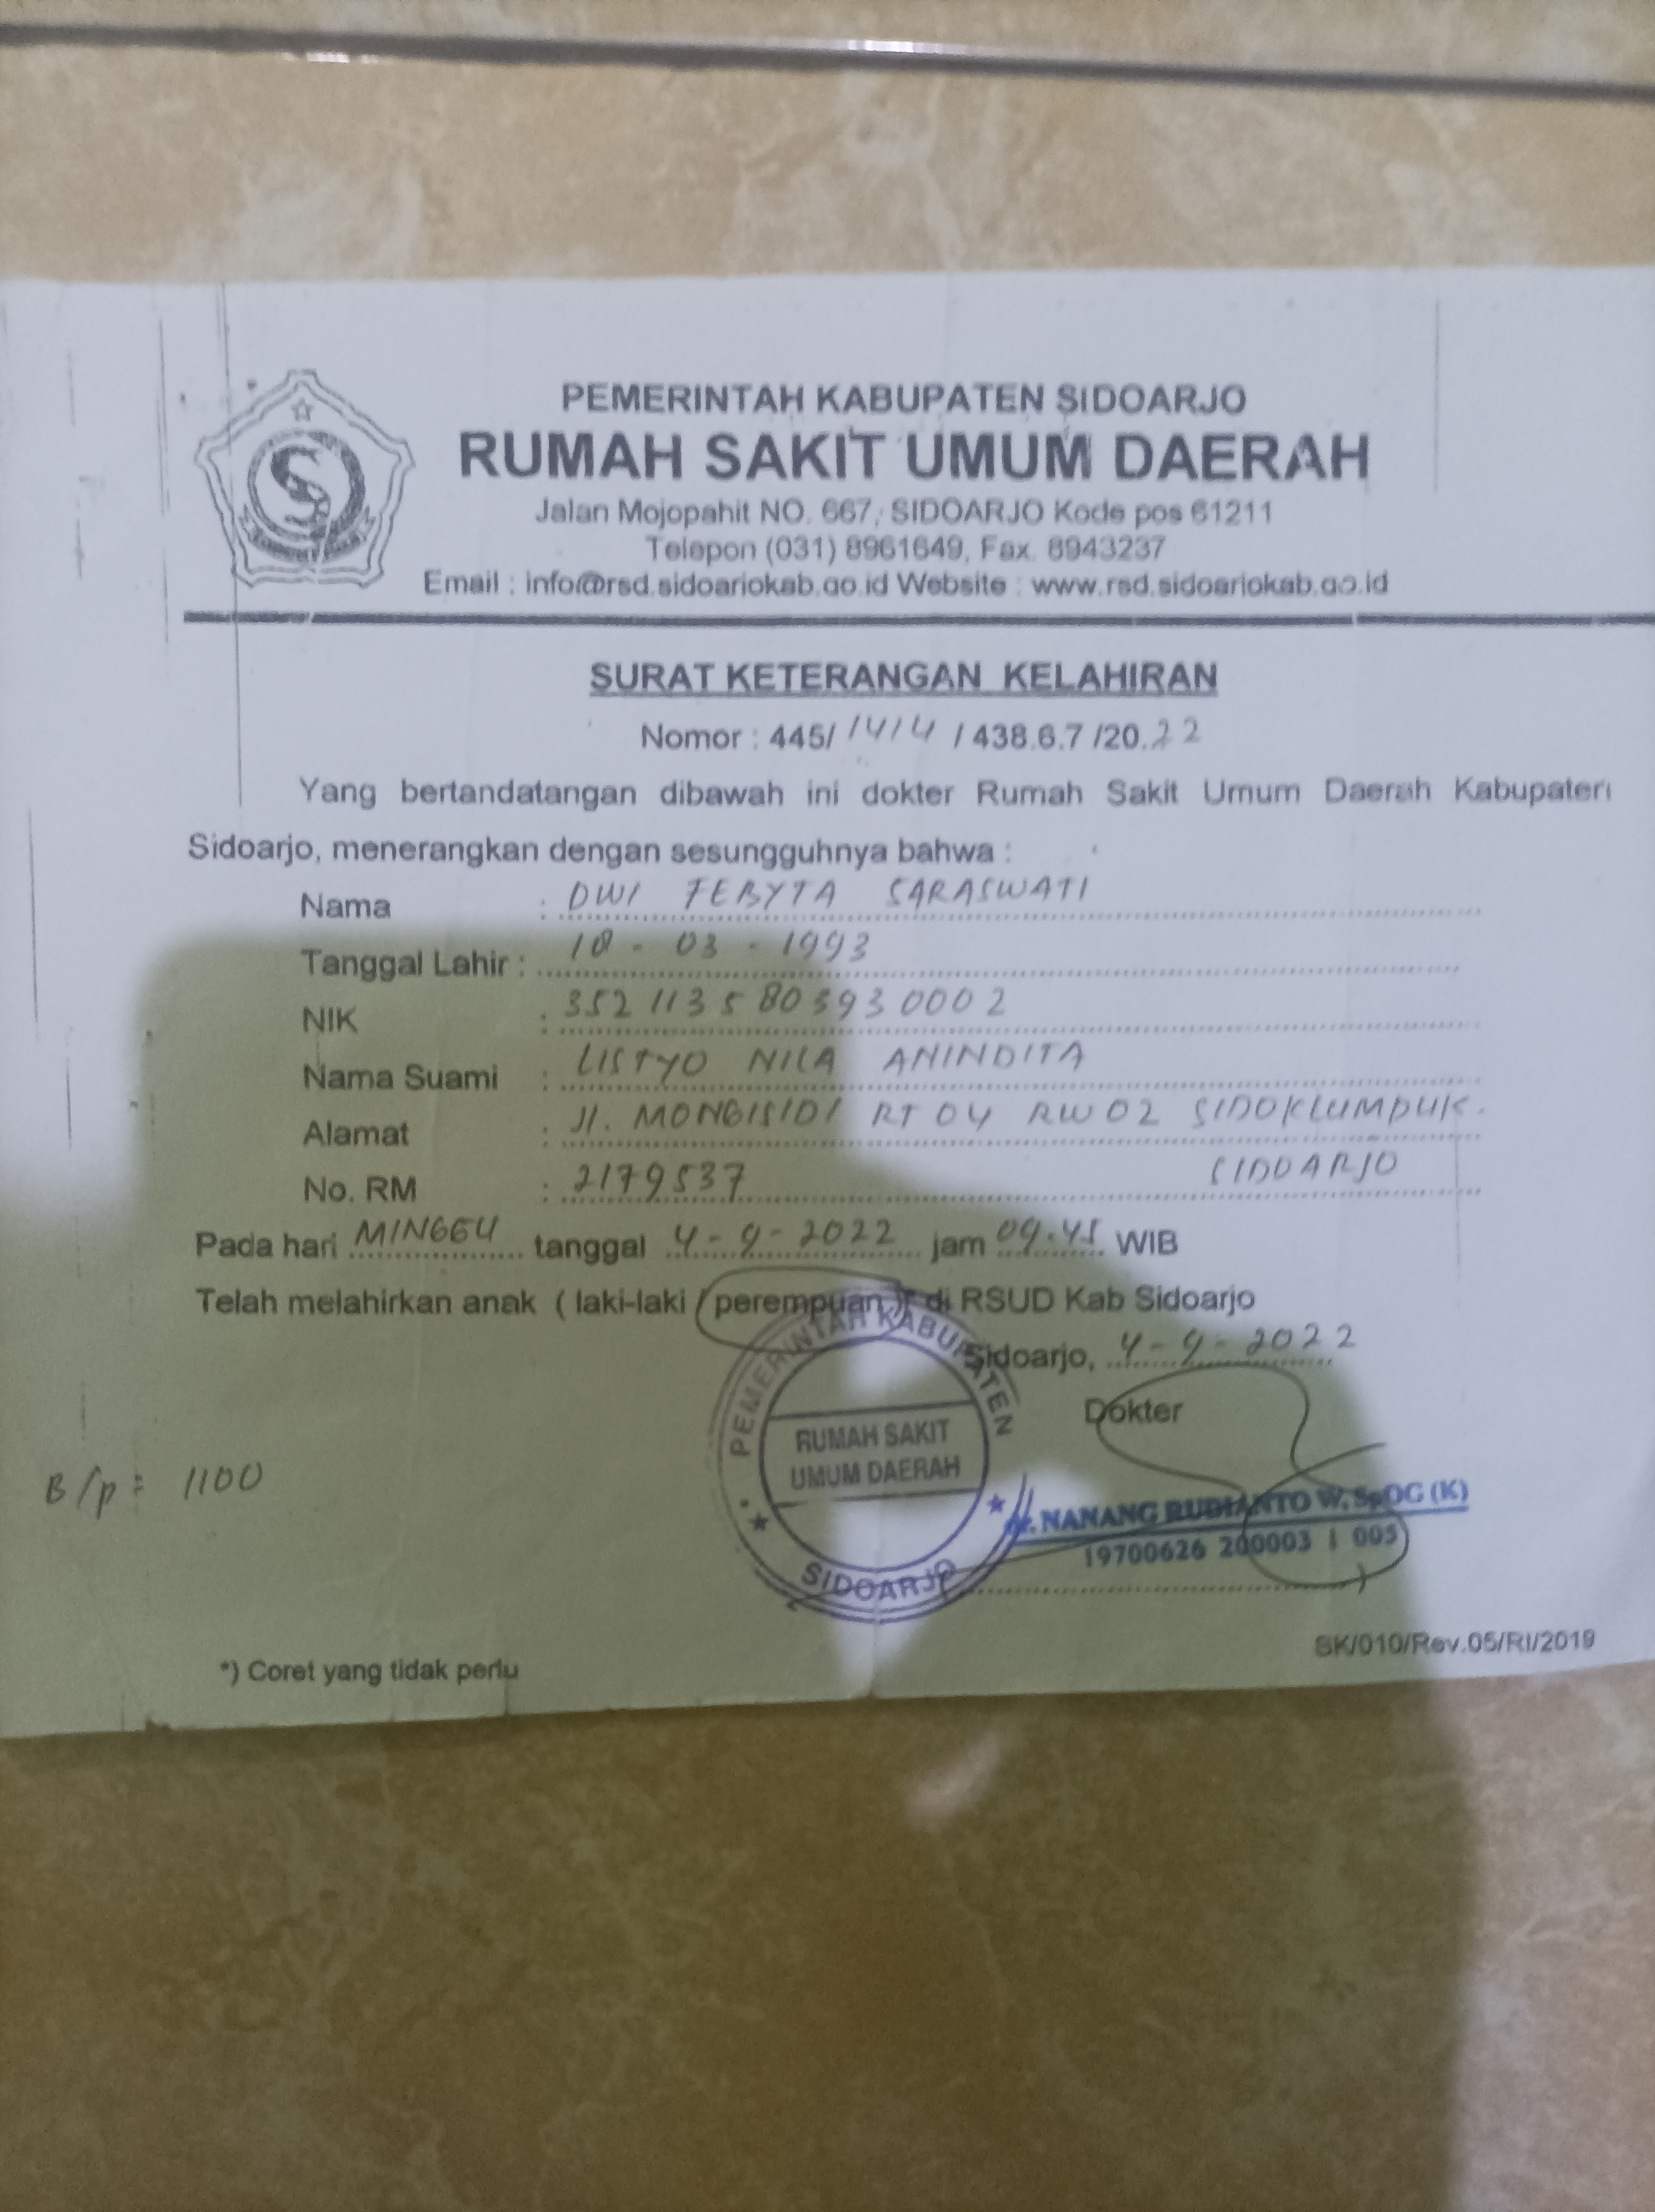 PEMERINTAH KABUPATEN SIDOARJO
RUMAH SAKIT UMUM DAERAH
Jalan Mojopahit NO. 667, SIDOARJO Kode pos 61211
Telepon (031) 8961649, Fax. 8943237
Email : info@rsd.sidoarjokab.go.id Website : www.rsd.sidoarjokab.go.id
SURAT KETERANGAN KELAHIRAN
Nomor : 445/ 1414 / 438.6.7 /20.22
Yang bertandatangan dibawah ini dokter Rumah Sakit Umum Daerah Kabupaten
Sidoarjo, menerangkan dengan sesungguhnya bahwa :
Nama : DWI FEBYTA SARASWATI
Tanggal Lahir : 18 - 03 - 1993
NIK : 3521135803930002
Nama Suami : LISTYO NILA ANINDITA
Alamat : Jl. MONGISIDI RT 04 RW 02 SIDOKLUMPUK.
SIDOARJO
No. RM : 2179537
Pada hari MINGGU tanggal 4-9-2022 jam 09.45 WIB
Telah melahirkan anak ( laki-laki / perempuan )* di RSUD Kab Sidoarjo
Sidoarjo, 4-9-2022
Dokter
PEMERINTAH KABUPATEN
RUMAH SAKIT
UMUM DAERAH
SIDOARJO
B/p = 1100
dr. NANANG RUDIANTO W, SpOG (K)
19700626 200003 1 005
SK/010/Rev.05/RI/2019
*) Coret yang tidak perlu